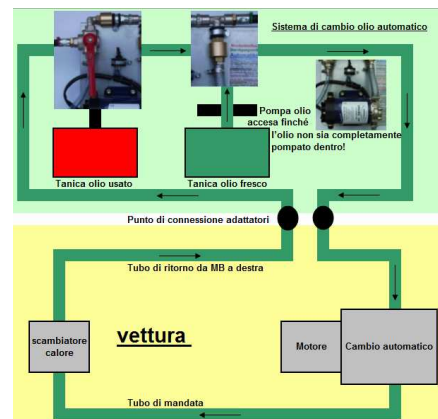 Sistema di cambio olio automatico
Pompa olio
accesa finché
l'olio non sia completamente
pompato dentro!
Tanica olio usato
Tanica olio fresco
Punto di connessione adattatori
Tubo di ritorno da MB a destra
scambiatore
calore
vettura
Motore
Cambio automatico
Tubo di mandata